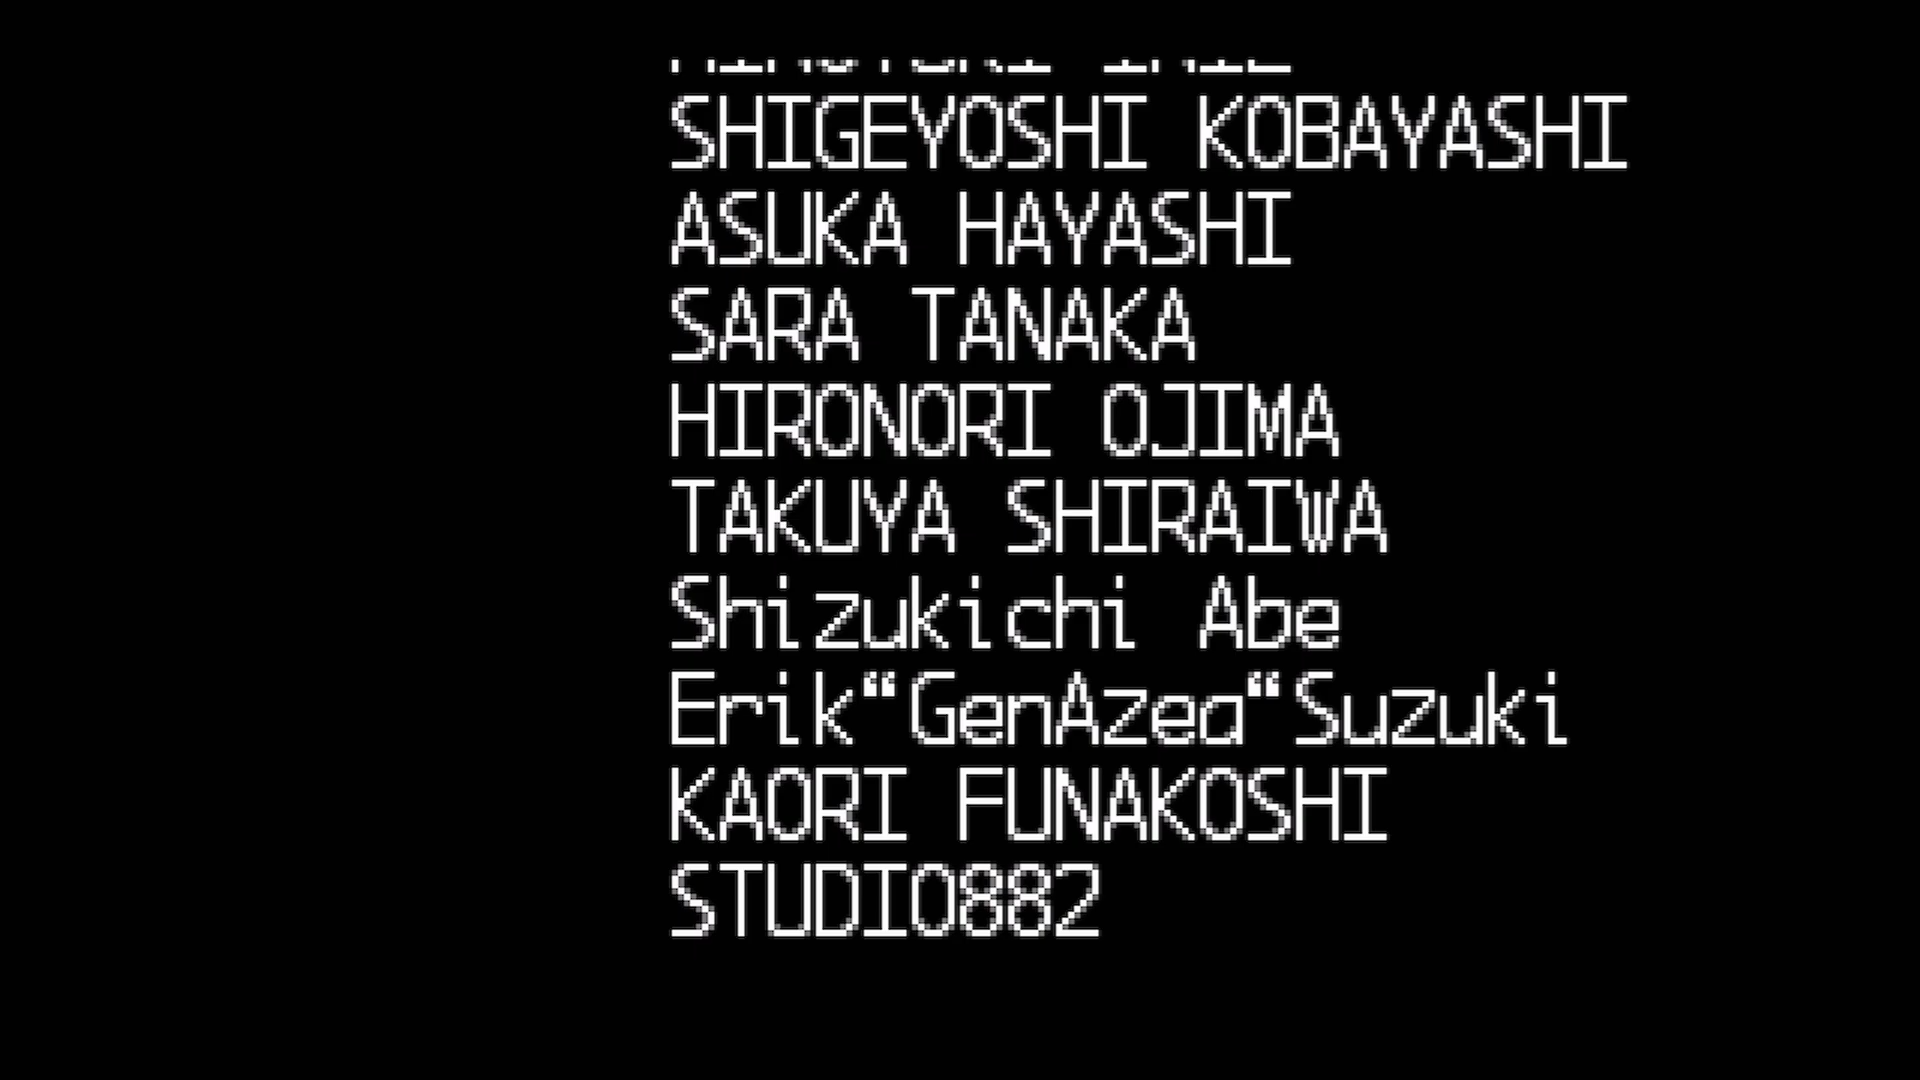 SHIGEYOSHI KOBAYASHI
ASUKA HAYASHI
SARA TANAKA
HIRONORI OJIMA
TAKUYA SHIRAIWA
Shizukichi Abe
Erik“GenAzea“Suzuki
KAORI FUNAKOSHI
STUDIO882